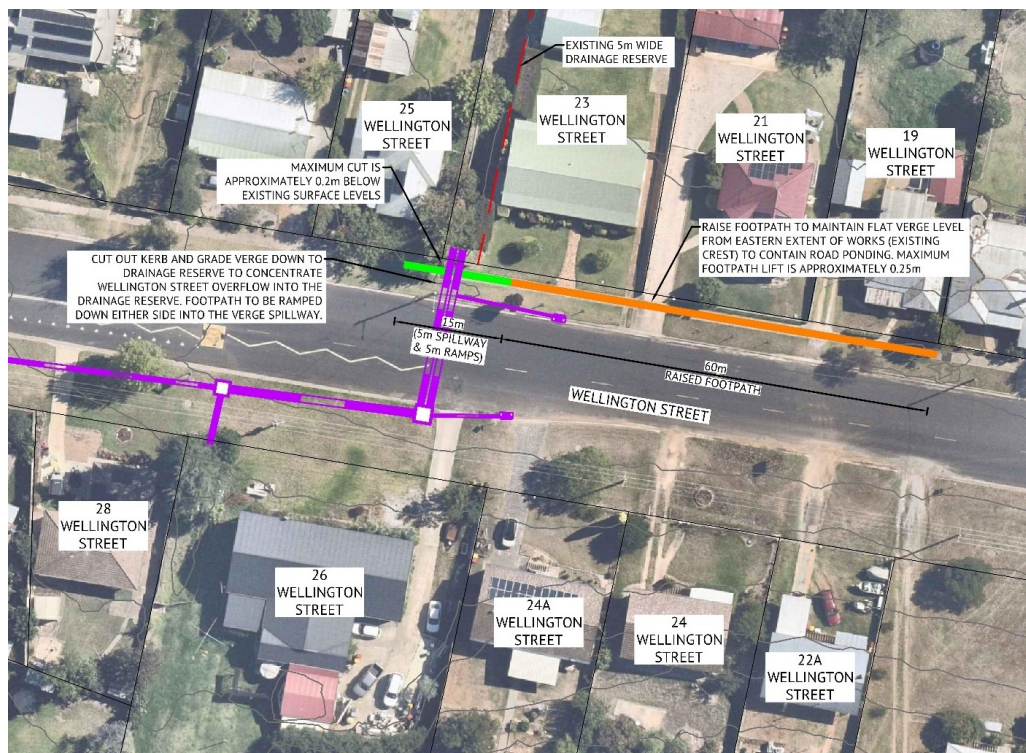 EXISTING 5m WIDE
DRAINAGE RESERVE
25
WELLINGTON
STREET
23
WELLINGTON
STREET
21
WELLINGTON
STREET
19
WELLINGTON
STREET
MAXIMUM CUT IS
APPROXIMATELY 0.2m BELOW
EXISTING SURFACE LEVELS
RAISE FOOTPATH TO MAINTAIN FLAT VERGE LEVEL
FROM EASTERN EXTENT OF WORKS (EXISTING
CREST) TO CONTAIN ROAD PONDING. MAXIMUM
FOOTPATH LIFT IS APPROXIMATELY 0.25m
CUT OUT KERB AND GRADE VERGE DOWN TO
DRAINAGE RESERVE TO CONCENTRATE
WELLINGTON STREET OVERFLOW INTO THE
DRAINAGE RESERVE. FOOTPATH TO BE RAMPED
DOWN EITHER SIDE INTO THE VERGE SPILLWAY.
15m
(5m SPILLWAY
& 5m RAMPS)
60m
RAISED FOOTPATH
WELLINGTON STREET
28
WELLINGTON
STREET
26
WELLINGTON
STREET
24A
WELLINGTON
STREET
24
WELLINGTON
STREET
22A
WELLINGTON
STREET